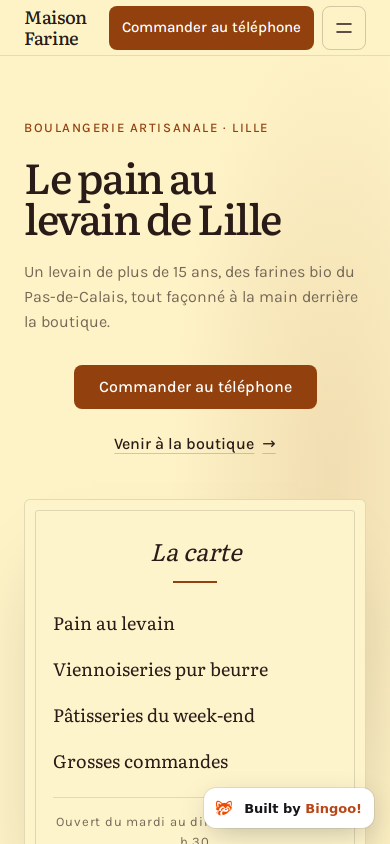 Maison
Farine
Commander au téléphone
BOULANGERIE ARTISANALE · LILLE
Le pain au
levain de Lille
Un levain de plus de 15 ans, des farines bio du
Pas-de-Calais, tout façonné à la main derrière
la boutique.
Commander au téléphone
Venir à la boutique →
La carte
Pain au levain
Viennoiseries pur beurre
Pâtisseries du week-end
Grosses commandes
Ouvert du mardi au
h 30
Built by Bingoo!